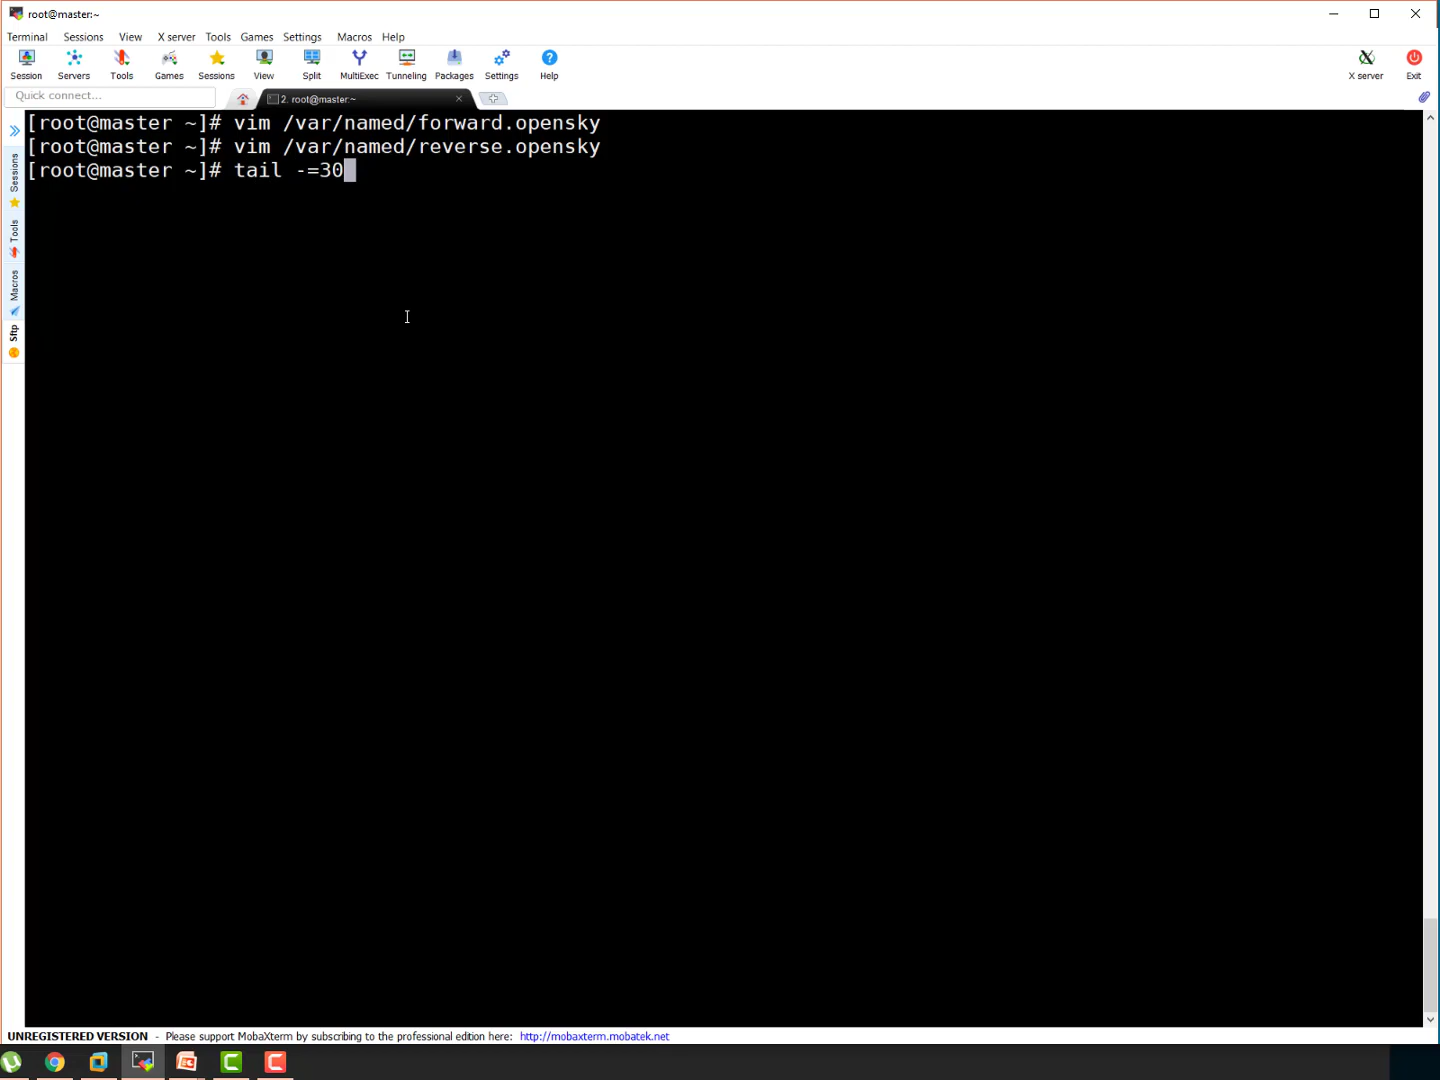 root@master:~
Terminal Sessions View X server Tools Games Settings Macros Help
Session Servers Tools Games Sessions View Split MultiExec Tunneling Packages Settings Help X server Exit
Quick connect...
2. root@master:~
[root@master ~]# vim /var/named/forward.opensky
[root@master ~]# vim /var/named/reverse.opensky
[root@master ~]# tail -=30
Sessions
Tools
Macros
Sftp
UNREGISTERED VERSION - Please support MobaXterm by subscribing to the professional edition here: http://mobaxterm.mobatek.net